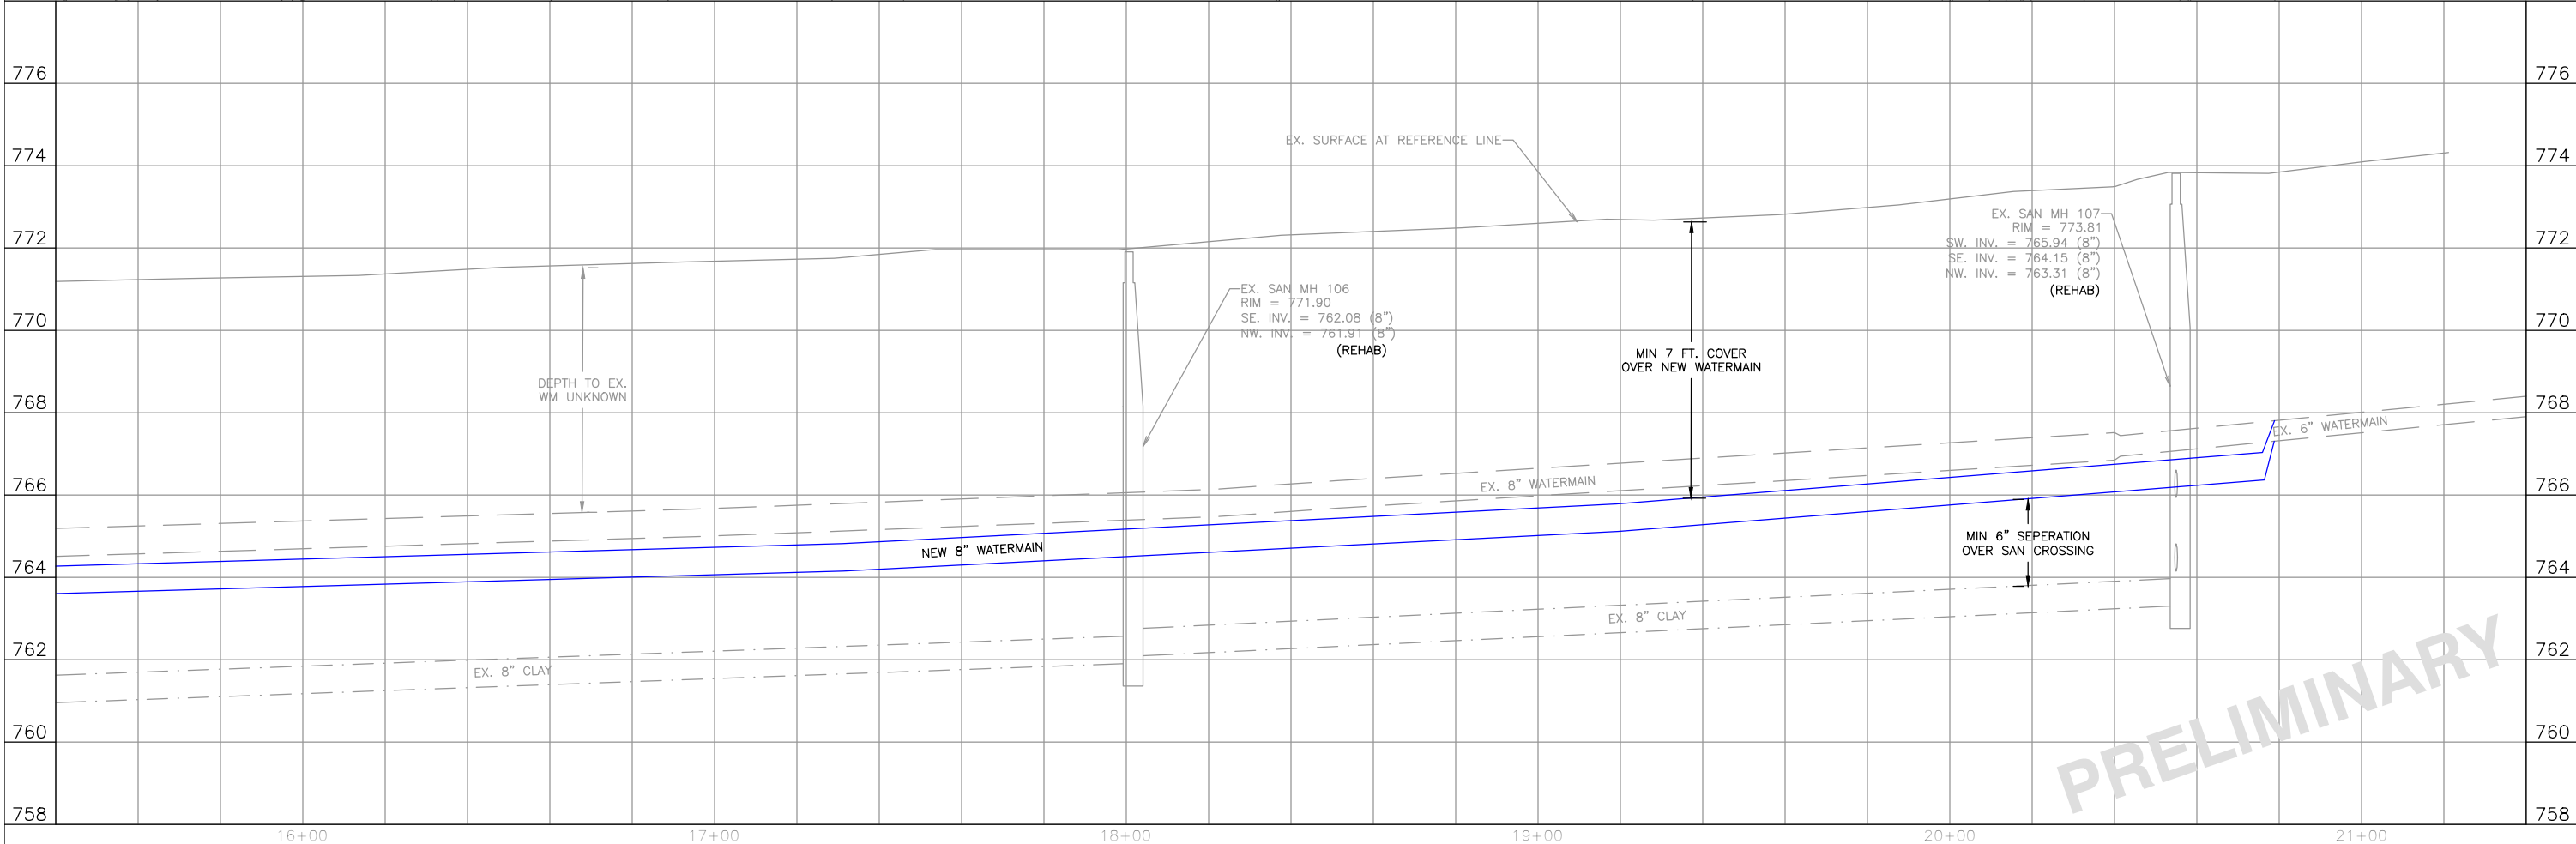 776
776
774
774
EX. SURFACE AT REFERENCE LINE
772
772
EX. SAN MH 107
RIM = 773.81
SW. INV. = 765.94 (8")
SE. INV. = 764.15 (8")
NW. INV. = 763.31 (8")
(REHAB)
EX. SAN MH 106
RIM = 771.90
SE. INV. = 762.08 (8")
NW. INV. = 761.91 (8")
(REHAB)
770
770
MIN 7 FT. COVER
OVER NEW WATERMAIN
DEPTH TO EX.
WM UNKNOWN
768
768
EX. 6" WATERMAIN
766
766
EX. 8" WATERMAIN
NEW 8" WATERMAIN
MIN 6" SEPERATION
OVER SAN CROSSING
764
764
EX. 8" CLAY
762
762
EX. 8" CLAY
PRELIMINARY
760
760
758
758
16+00
17+00
18+00
19+00
20+00
21+00